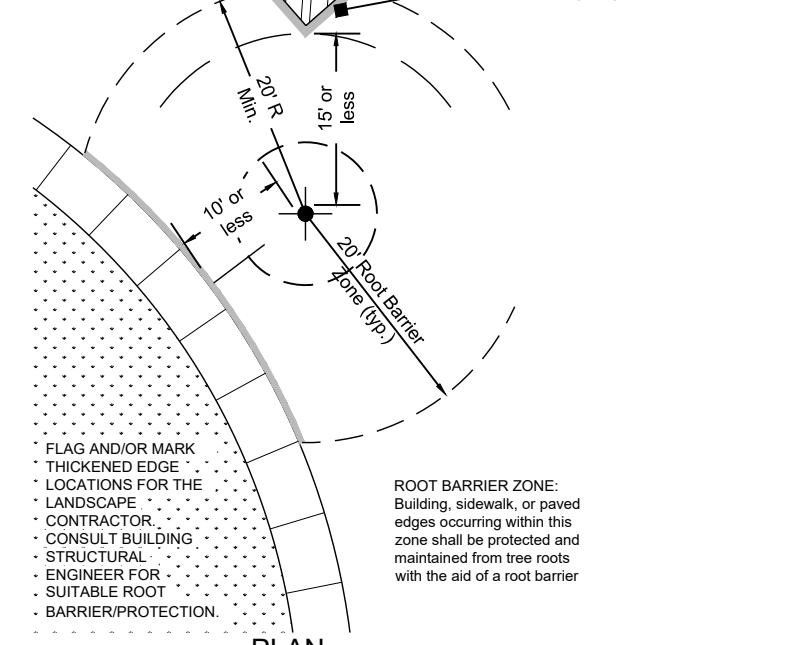 20' R
Min.
15' or
less
10' or
less
20' Root Barrier
Zone (typ.)
FLAG AND/OR MARK
THICKENED EDGE
LOCATIONS FOR THE
LANDSCAPE
CONTRACTOR.
CONSULT BUILDING
STRUCTURAL
ENGINEER FOR
SUITABLE ROOT
BARRIER/PROTECTION.
ROOT BARRIER ZONE:
Building, sidewalk, or paved
edges occurring within this
zone shall be protected and
maintained from tree roots
with the aid of a root barrier
PLAN